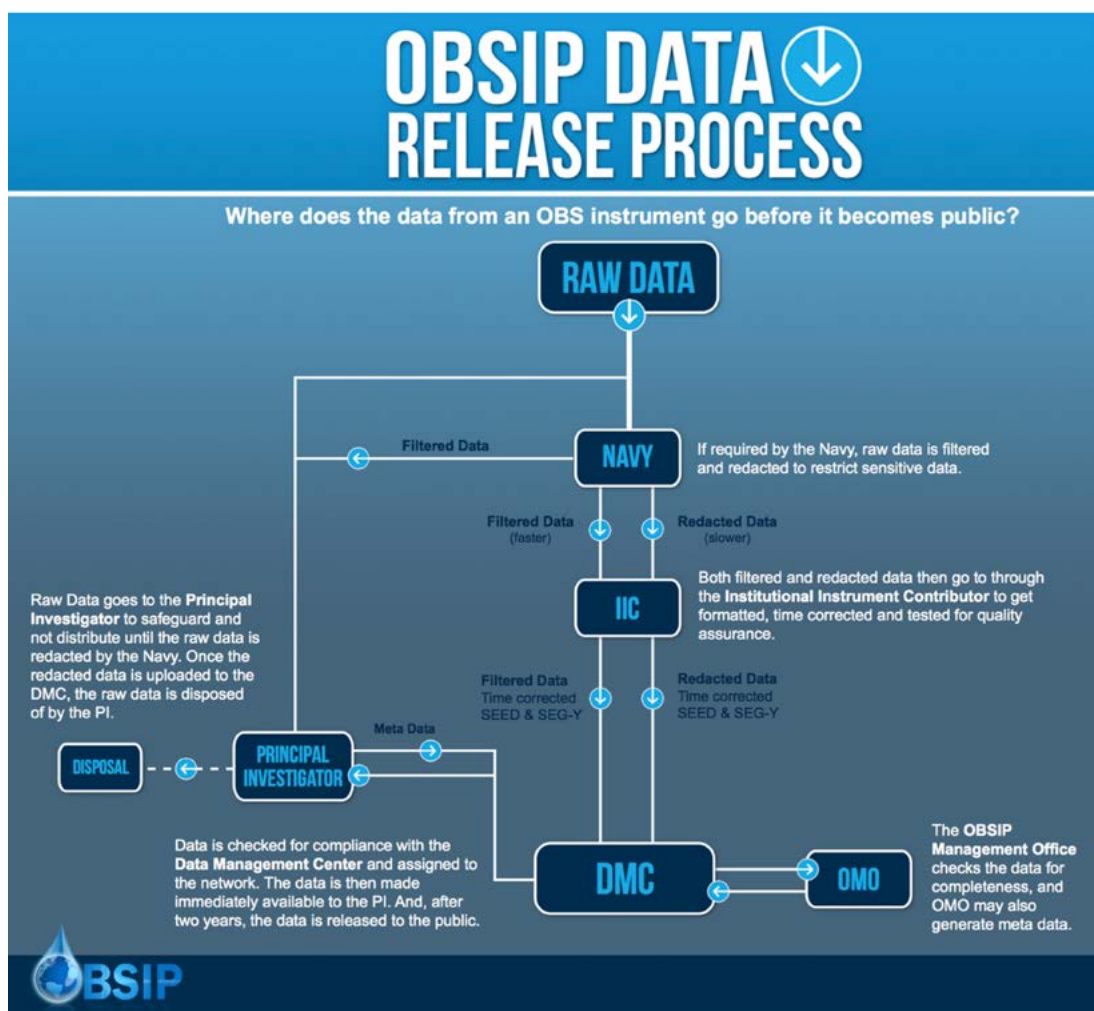 OBSIP DATA
RELEASE PROCESS
Where does the data from an OBS instrument go before it becomes public?
RAW DATA
Filtered Data
NAVY
If required by the Navy, raw data is filtered
and redacted to restrict sensitive data.
Filtered Data
(faster)
Redacted Data
(slower)
IIC
Both filtered and redacted data then go to through
the Institutional Instrument Contributor to get
formatted, time corrected and tested for quality
assurance.
Raw Data goes to the Principal
Investigator to safeguard and
not distribute until the raw data is
redacted by the Navy. Once the
redacted data is uploaded to the
DMC, the raw data is disposed
of by the PI.
Filtered Data
Time corrected
SEED & SEG-Y
Redacted Data
Time corrected
SEED & SEG-Y
Meta Data
DISPOSAL
PRINCIPAL
INVESTIGATOR
Data is checked for compliance with the
Data Management Center and assigned to
the network. The data is then made
immediately available to the PI. And, after
two years, the data is released to the public.
DMC
OMO
The OBSIP
Management Office
checks the data for
completeness, and
OMO may also
generate meta data.
OBSIP